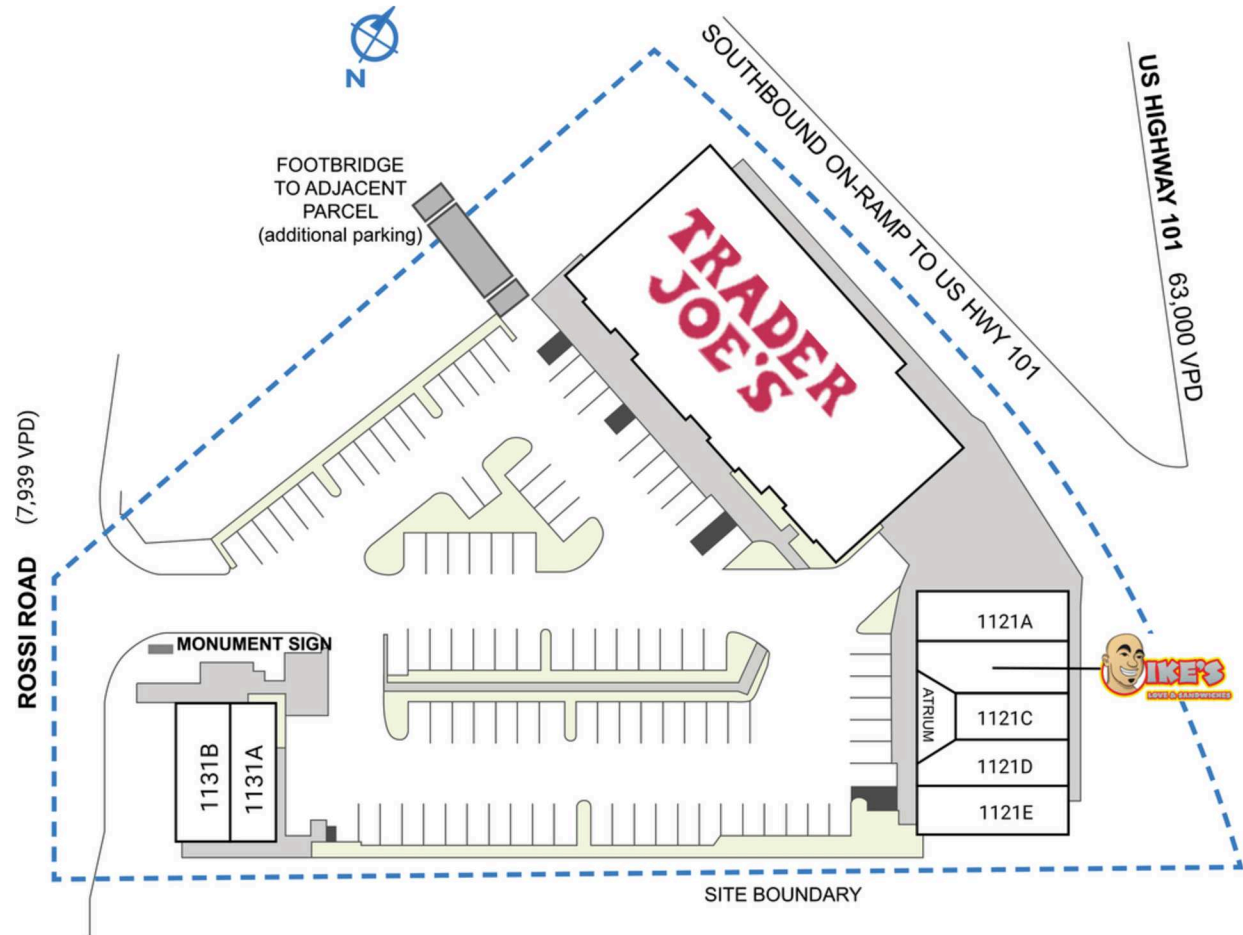 N
FOOTBRIDGE
TO ADJACENT
PARCEL
(additional parking)
SOUTHBOUND ON-RAMP TO US HWY 101
US HIGHWAY 101 63,000 VPD
TRADER
JOE'S
ROSSI ROAD (7,939 VPD)
MONUMENT SIGN
1131B
1131A
1121A
IKE'S
LOVE & SANDWICHES
ATRIUM
1121C
1121D
1121E
SITE BOUNDARY